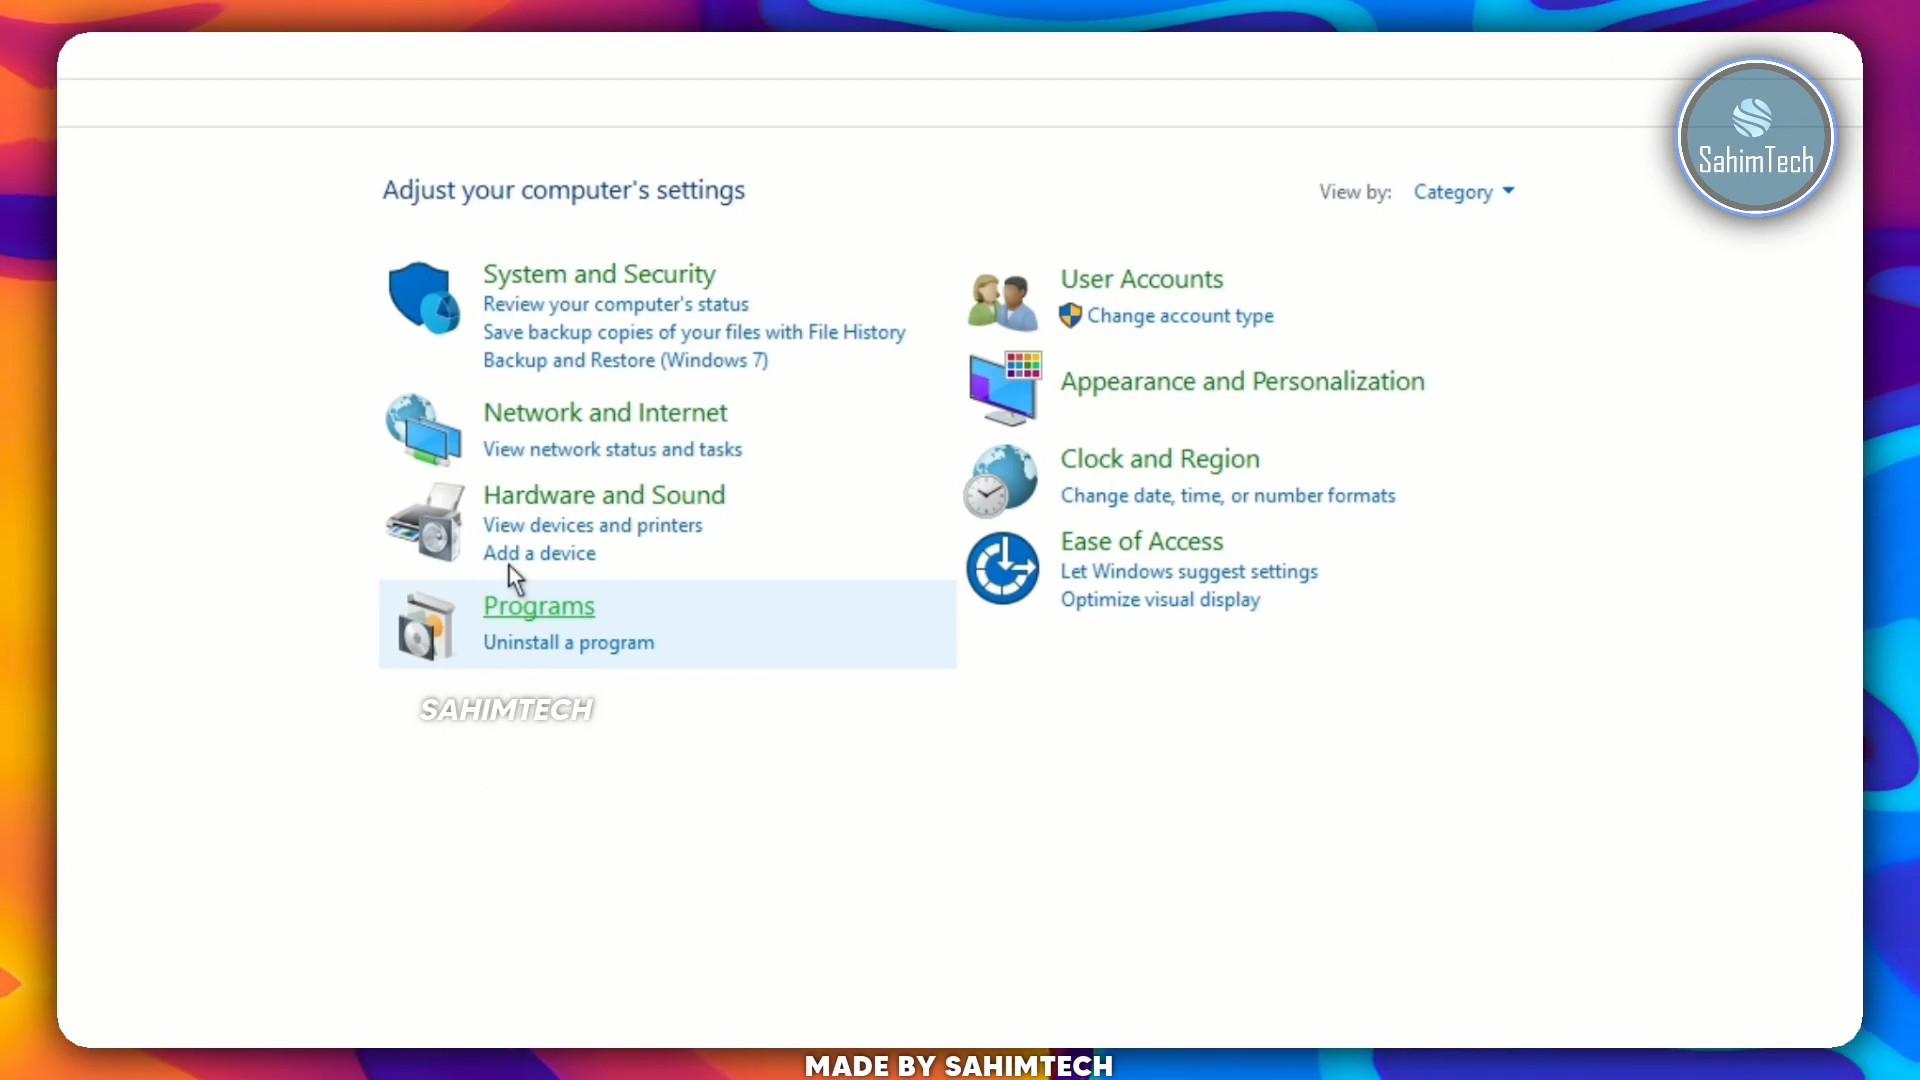 SahimTech
Adjust your computer's settings
View by: Category
System and Security
Review your computer's status
Save backup copies of your files with File History
Backup and Restore (Windows 7)
Network and Internet
View network status and tasks
Hardware and Sound
View devices and printers
Add a device
Programs
Uninstall a program
User Accounts
Change account type
Appearance and Personalization
Clock and Region
Change date, time, or number formats
Ease of Access
Let Windows suggest settings
Optimize visual display
SAHIMTECH
MADE BY SAHIMTECH